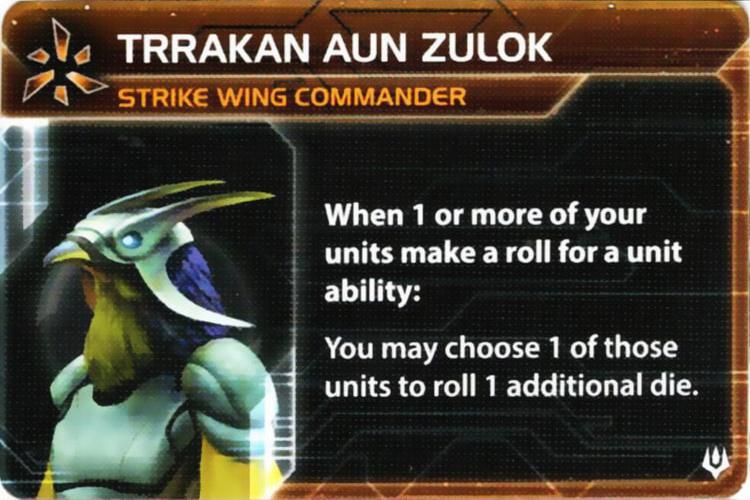 TRRAKAN AUN ZULOK
STRIKE WING COMMANDER
When 1 or more of your
units make a roll for a unit
ability:
You may choose 1 of those
units to roll 1 additional die.